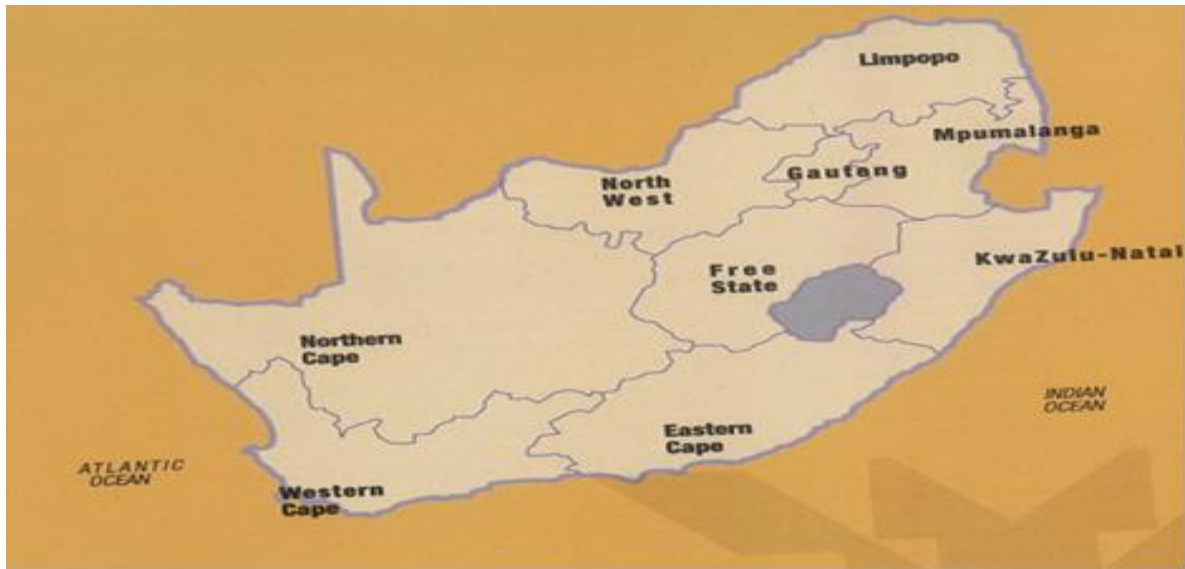 Limpopo
Mpumalanga
Gauteng
North
West
KwaZulu-Natal
Free
State
Northern
Cape
INDIAN
OCEAN
Eastern
Cape
ATLANTIC
OCEAN
Western
Cape